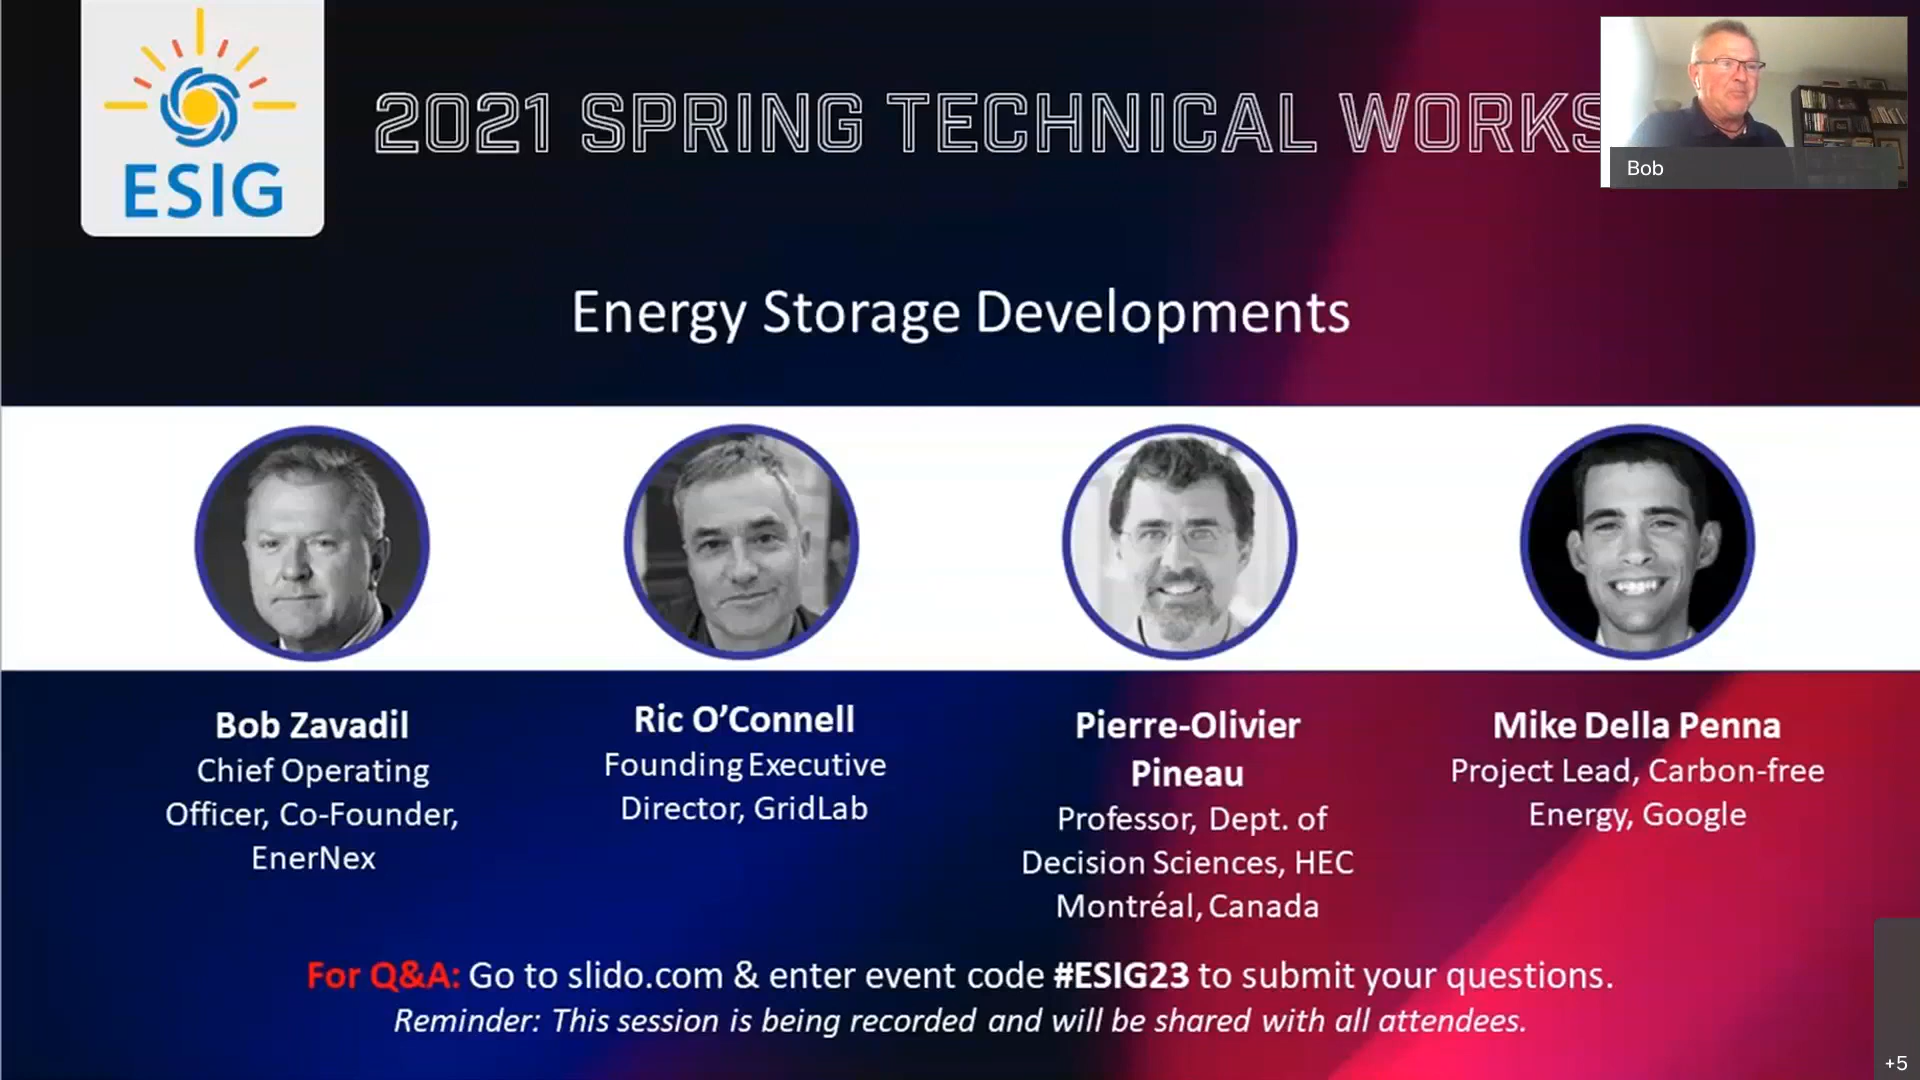 ESIG
2021 SPRING TECHNICAL WORKS
Bob
Energy Storage Developments
Bob Zavadil
Chief Operating
Officer, Co-Founder,
EnerNex
Ric O’Connell
Founding Executive
Director, GridLab
Pierre-Olivier
Pineau
Professor, Dept. of
Decision Sciences, HEC
Montréal, Canada
Mike Della Penna
Project Lead, Carbon-free
Energy, Google
For Q&A: Go to slido.com & enter event code #ESIG23 to submit your questions.
Reminder: This session is being recorded and will be shared with all attendees.
+5